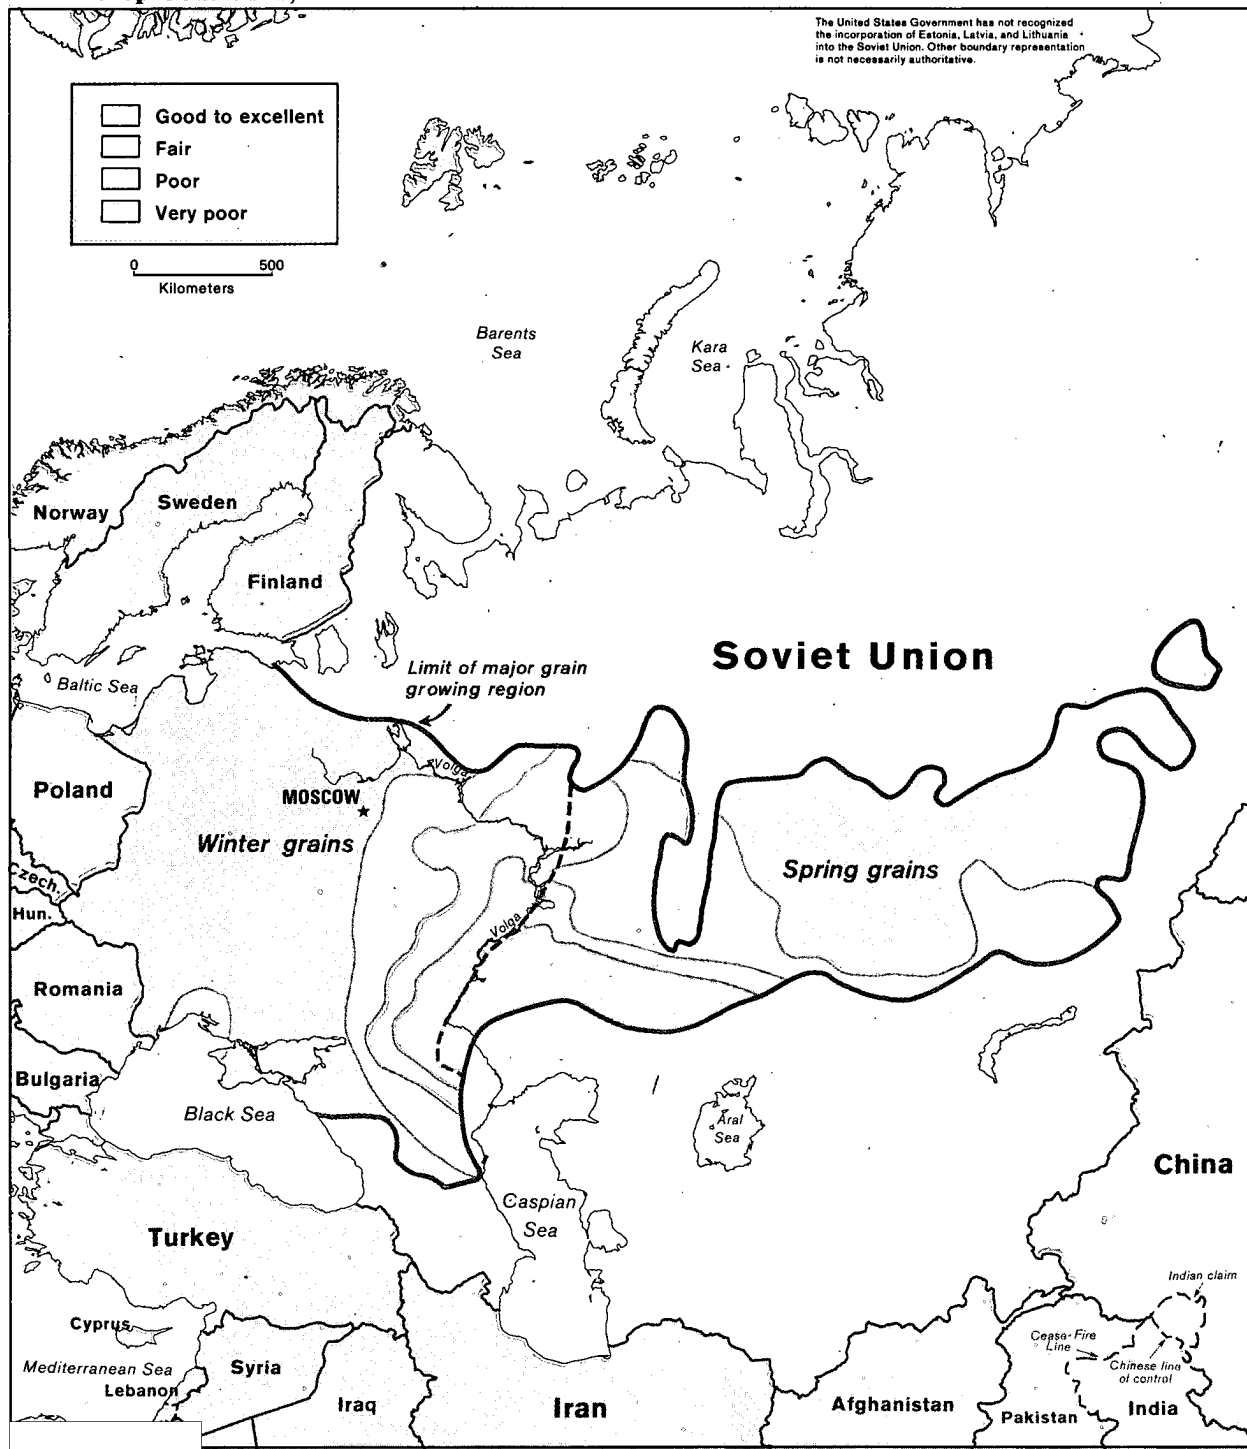 The United States Government has not recognized
the incorporation of Estonia, Latvia, and Lithuania
into the Soviet Union. Other boundary representation
is not necessarily authoritative.
Good to excellent
Fair
Poor
Very poor
0 500
Kilometers
Barents
Sea
Kara
Sea
Norway
Sweden
Finland
Soviet Union
Limit of major grain
growing region
Baltic Sea
Volga
Poland
MOSCOW
Winter grains
Spring grains
Czech.
Hun.
Volga
Romania
Bulgaria
Black Sea
Aral
Sea
China
Caspian
Sea
Turkey
Indian claim
Cyprus
Cease-Fire
Line
Mediterranean Sea
Syria
Chinese line
of control
Lebanon
Iraq
Iran
Afghanistan
Pakistan
India